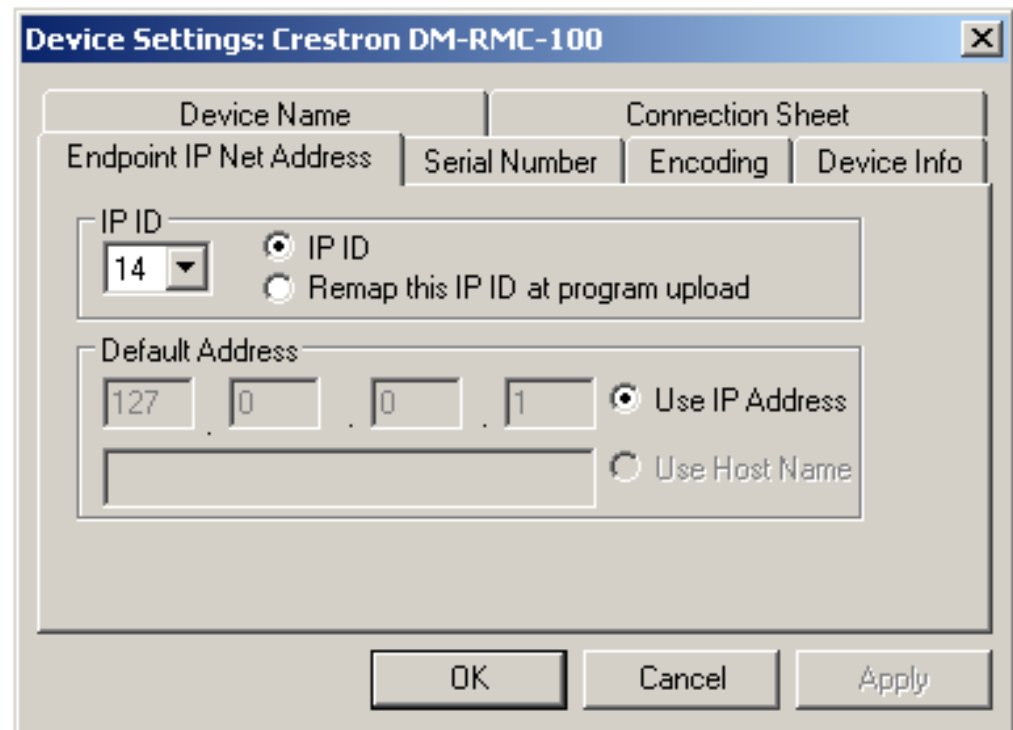 Device Settings: Crestron DM-RMC-100
Device Name Connection Sheet
Endpoint IP Net Address Serial Number Encoding Device Info
IP ID
14 IP ID
Remap this IP ID at program upload
Default Address
127 . 0 . 0 . 1 Use IP Address
Use Host Name
OK Cancel Apply